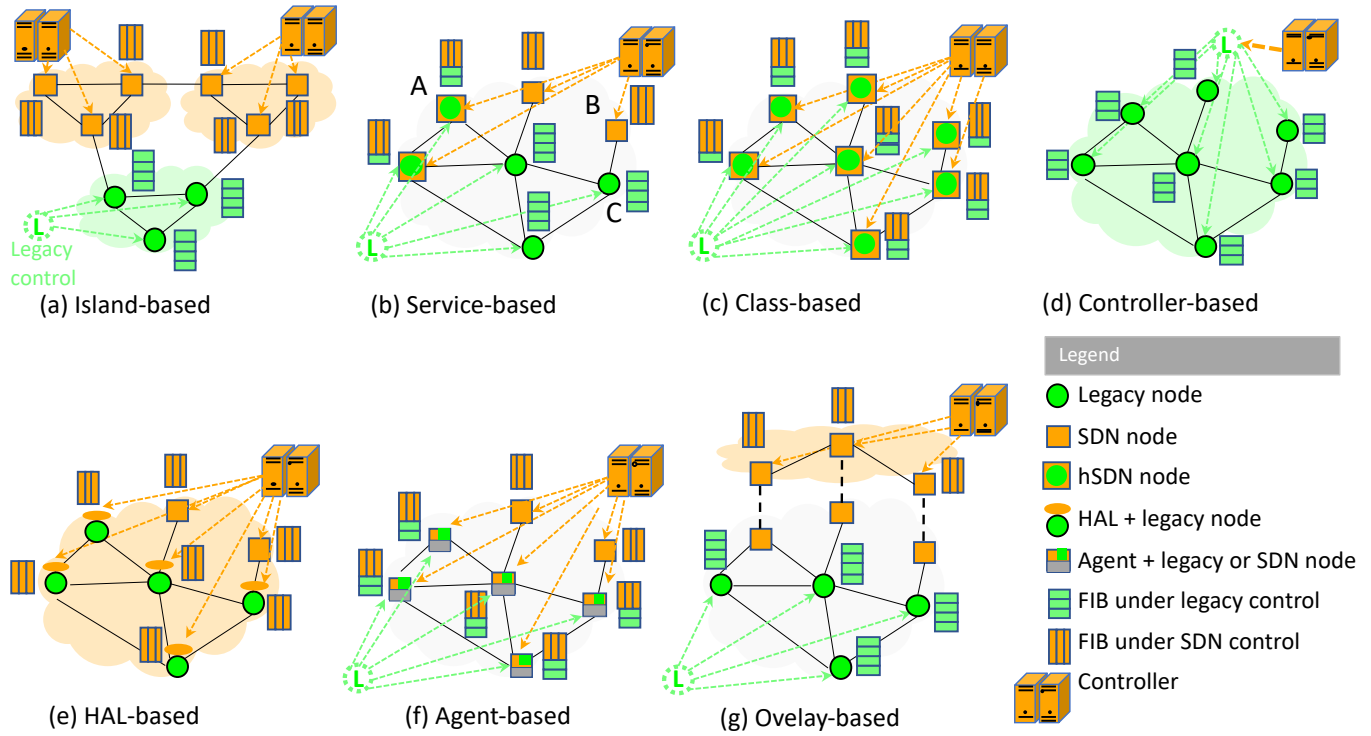 A
B
C
L
L
L
L
Legacy
control
(a) Island-based
(b) Service-based
(c) Class-based
(d) Controller-based
Legend
Legacy node
SDN node
hSDN node
HAL + legacy node
Agent + legacy or SDN node
FIB under legacy control
FIB under SDN control
Controller
L
L
(e) HAL-based
(f) Agent-based
(g) Ovelay-based